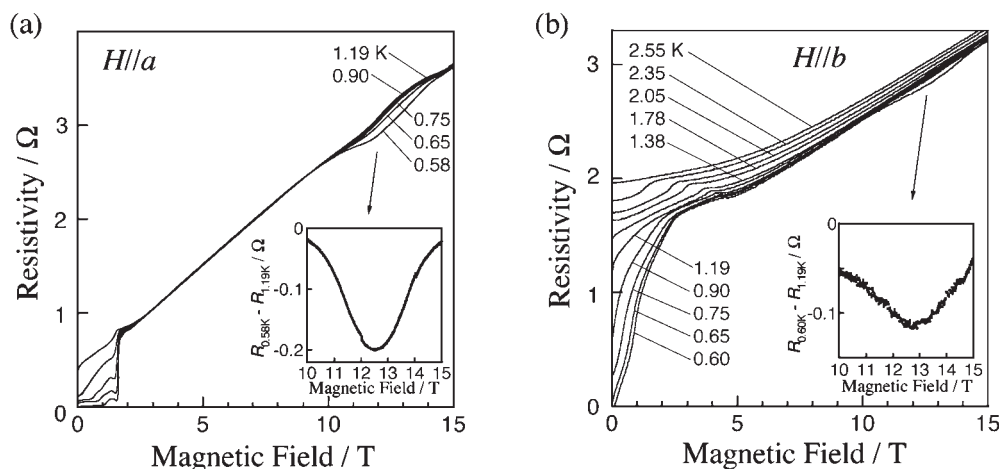 (a)
H//a
1.19 K
0.90
0.75
0.65
0.58
Resistivity / Ω
3
2
1
0
0
5
10
15
Magnetic Field / T
R0.58K - R1.19K / Ω
0
-0.1
-0.2
10 11 12 13 14 15
Magnetic Field / T
(b)
H//b
2.55 K
2.35
2.05
1.78
1.38
1.19
0.90
0.75
0.65
0.60
Resistivity / Ω
3
2
1
0
0
5
10
15
Magnetic Field / T
R0.60K - R1.19K / Ω
0
-0.1
10 11 12 13 14 15
Magnetic Field / T